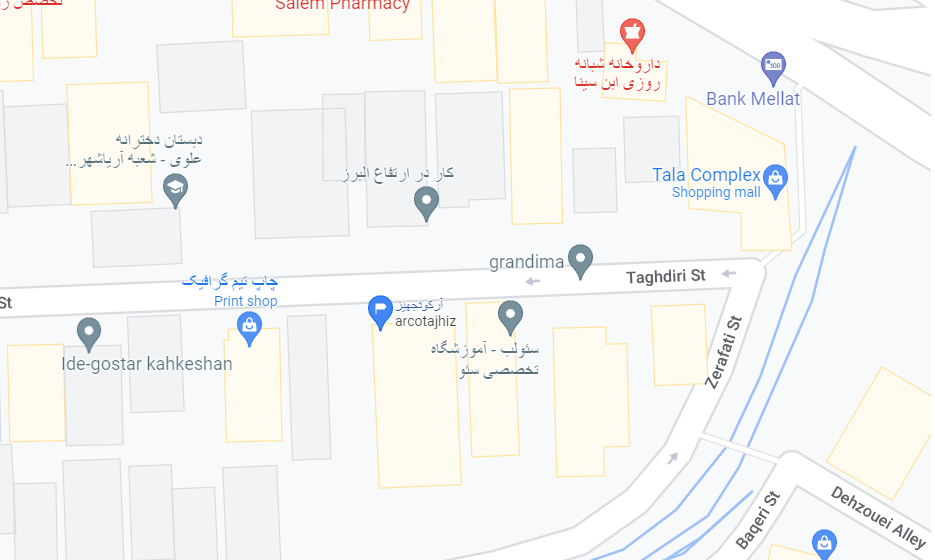 Salem Pharmacy
داروخانه شبانه
روزی ابن سینا
Bank Mellat
دبستان دخترانه
علوی - شعبه آریاشهر...
کار در ارتفاع البرز
Tala Complex
Shopping mall
grandima
Taghdiri St
چاپ تیم گرافیک
Print shop
St
آرکوتجهیز
arcotajhiz
Ide-gostar kahkeshan
سئولب - آموزشگاه
تخصصی سئو
Zerafati St
Baqeri St
Dehzouei Alley